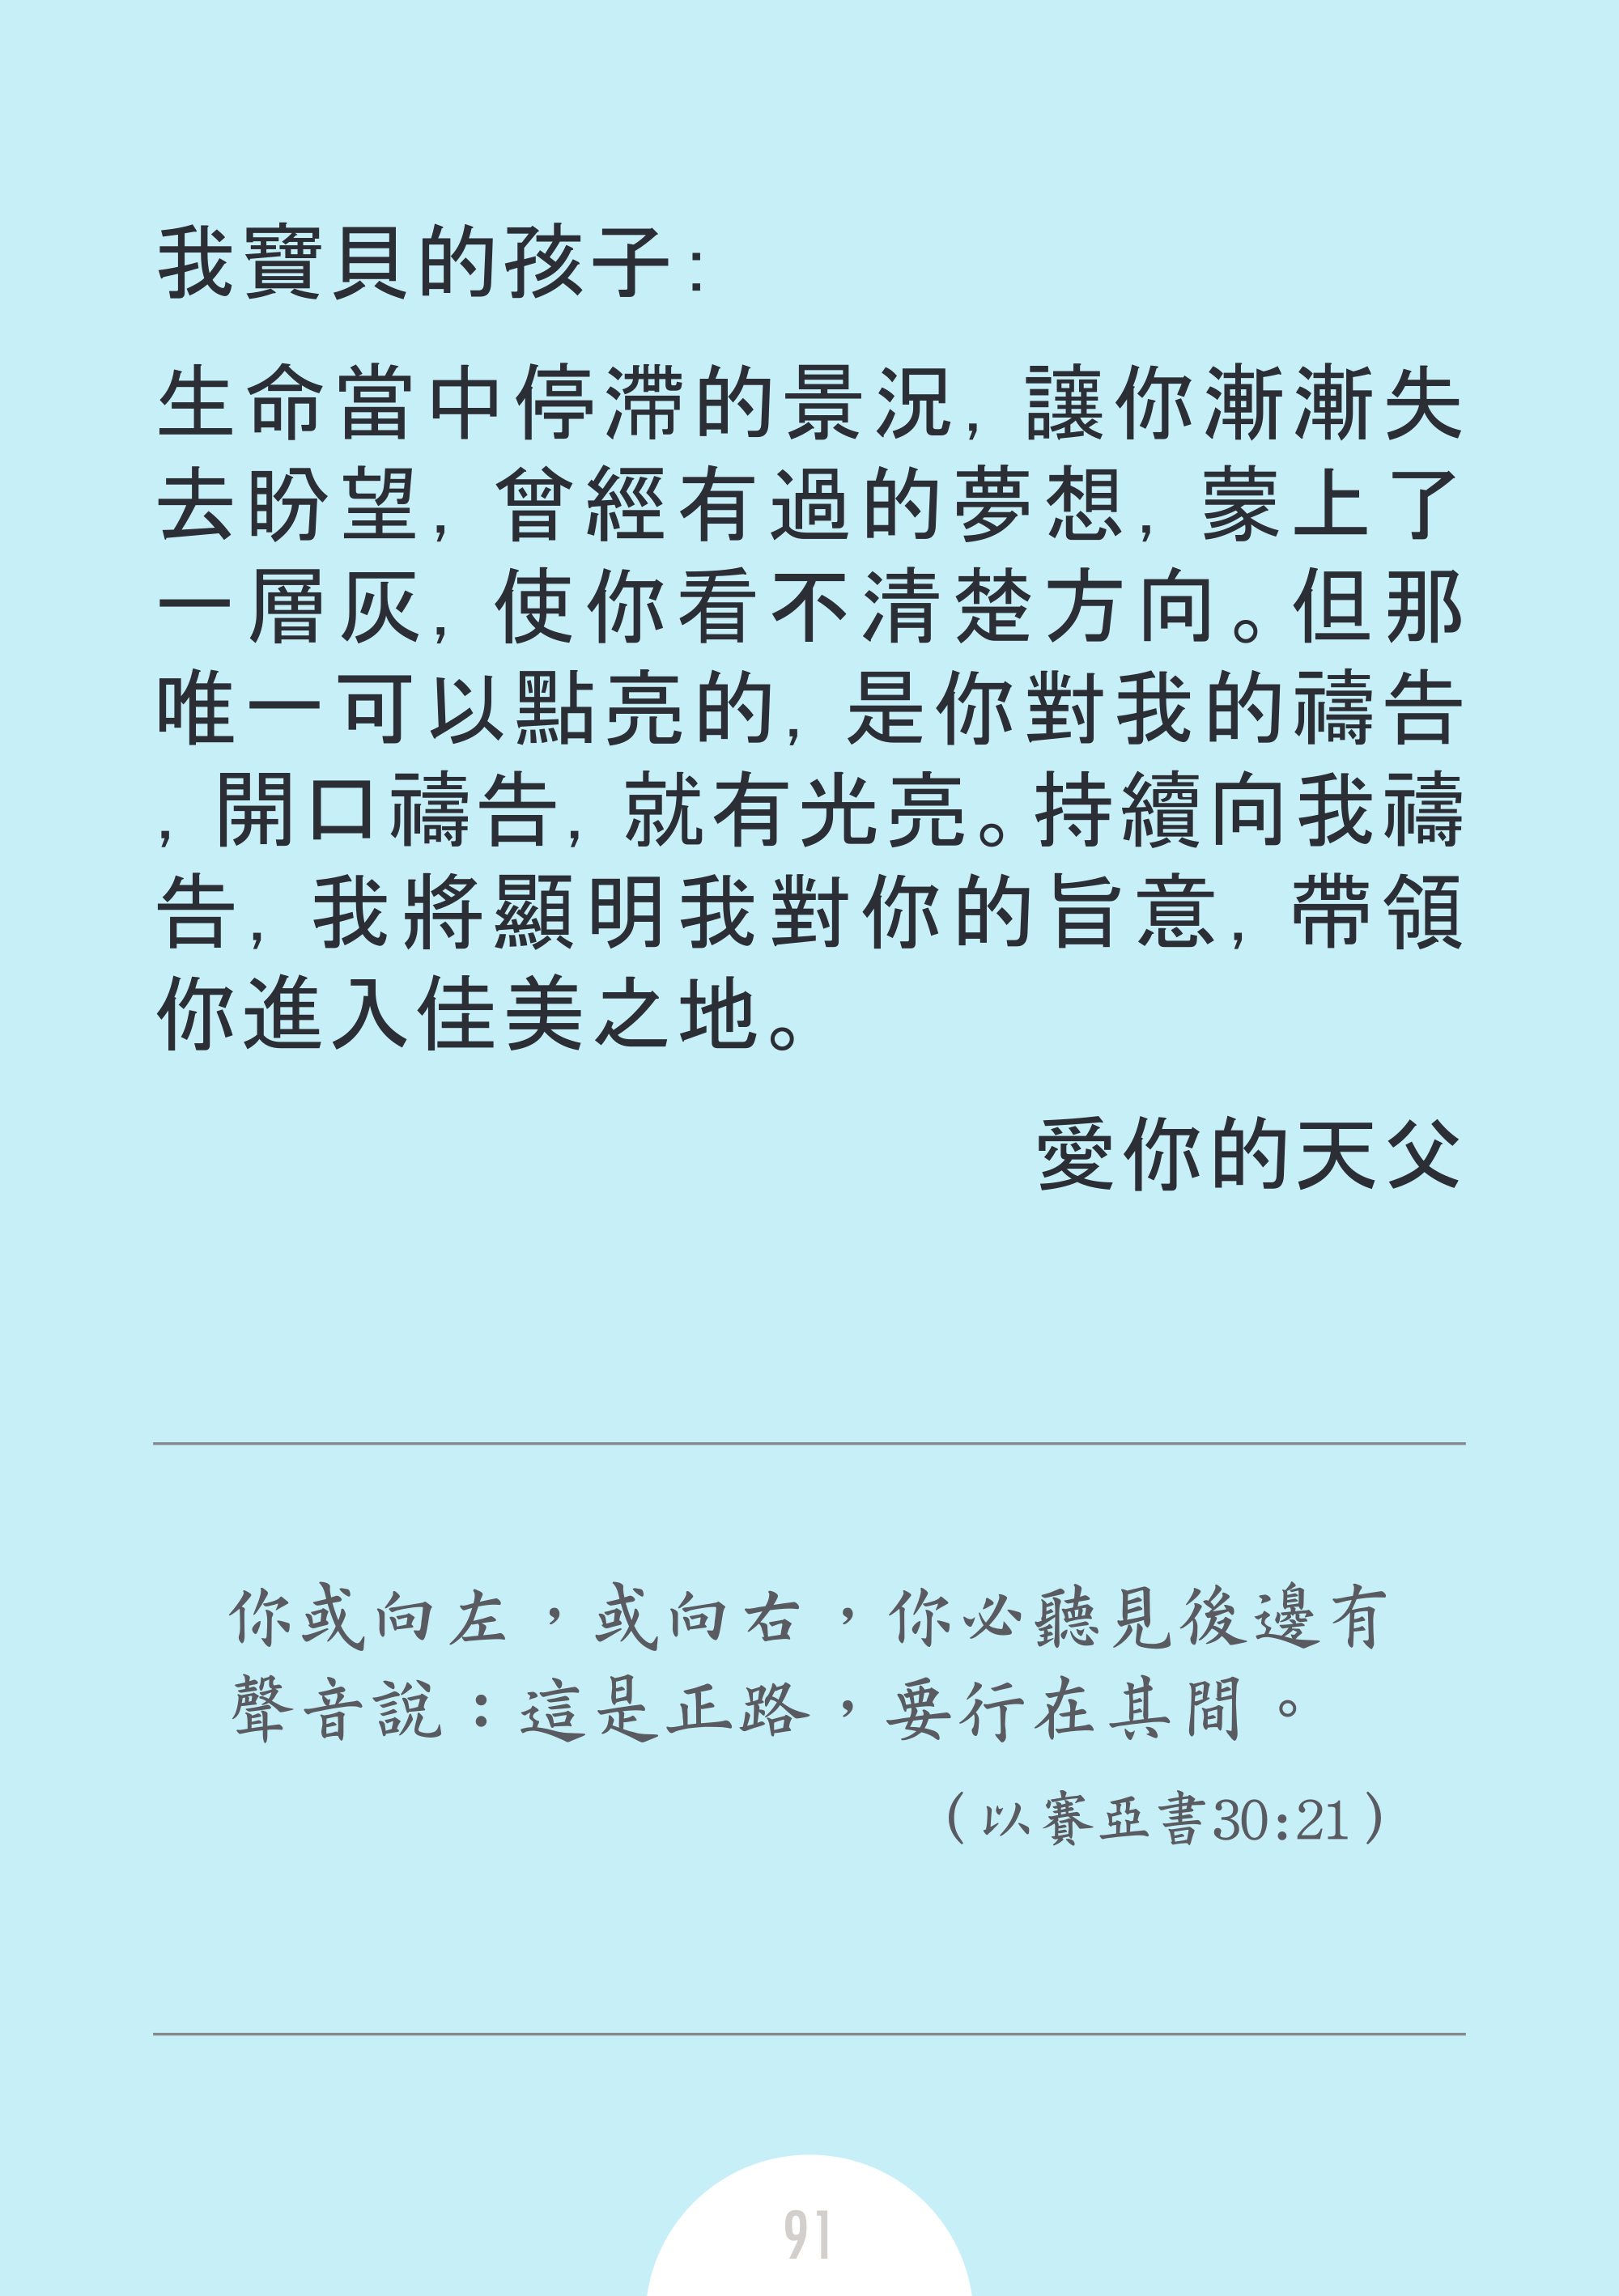 我寶貝的孩子：
生命當中停滯的景況，讓你漸漸失
去盼望，曾經有過的夢想，蒙上了
一層灰，使你看不清楚方向。但那
唯一可以點亮的，是你對我的禱告
，開口禱告，就有光亮。持續向我禱
告，我將顯明我對你的旨意，帶領
你進入佳美之地。
愛你的天父
你或向左，或向右，你必聽見後邊有
聲音說：這是正路，要行在其間。
（以賽亞書30:21）
91